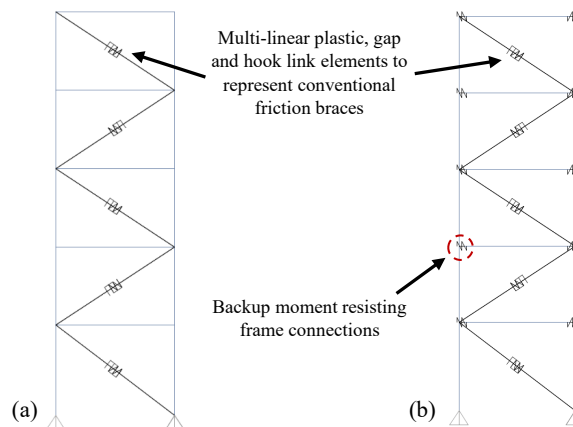 Multi-linear plastic, gap
and hook link elements to
represent conventional
friction braces
Backup moment resisting
frame connections
(a)
(b)